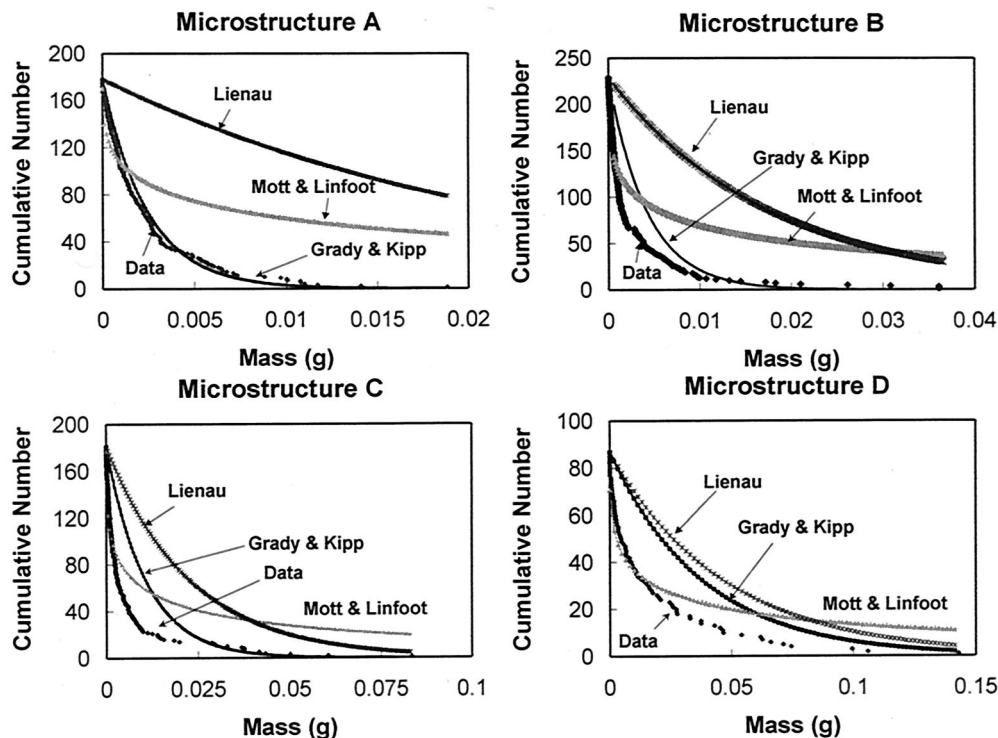 Microstructure A
Cumulative Number
200
160
120
80
40
0
Lienau
Mott & Linfoot
Grady & Kipp
Data
0
0.005
0.01
0.015
0.02
Mass (g)
Microstructure B
Cumulative Number
250
200
150
100
50
0
Lienau
Grady & Kipp
Mott & Linfoot
Data
0
0.01
0.02
0.03
0.04
Mass (g)
Microstructure C
Cumulative Number
200
160
120
80
40
0
Lienau
Grady & Kipp
Data
Mott & Linfoot
0
0.025
0.05
0.075
0.1
Mass (g)
Microstructure D
Cumulative Number
100
80
60
40
20
0
Lienau
Grady & Kipp
Mott & Linfoot
Data
0
0.05
0.1
0.15
Mass (g)